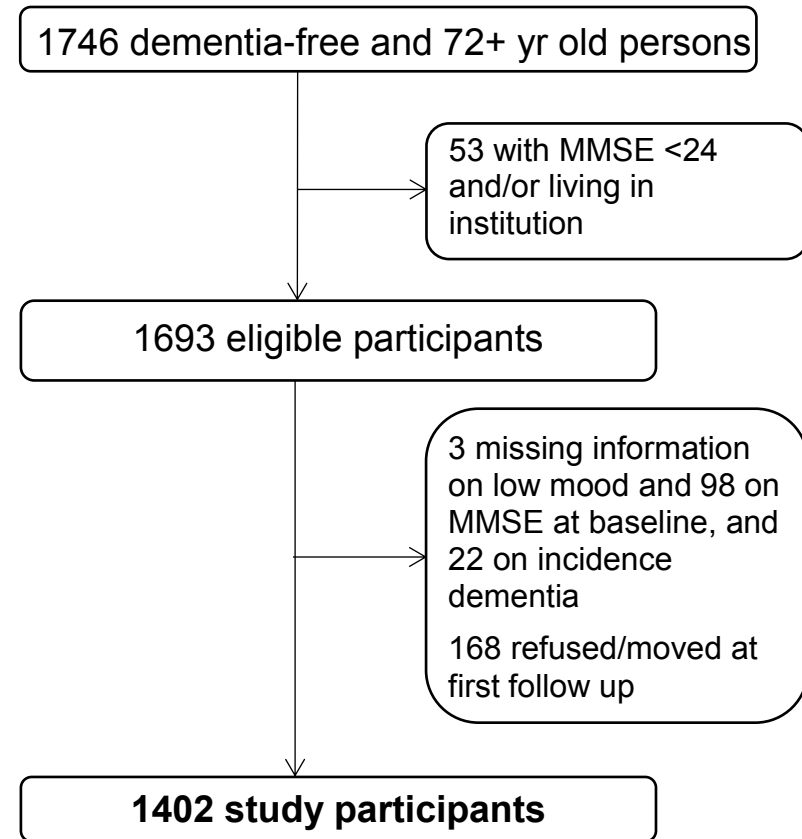 1746 dementia-free and 72+ yr old persons
53 with MMSE <24
and/or living in
institution
1693 eligible participants
3 missing information
on low mood and 98 on
MMSE at baseline, and
22 on incidence
dementia
168 refused/moved at
first follow up
1402 study participants